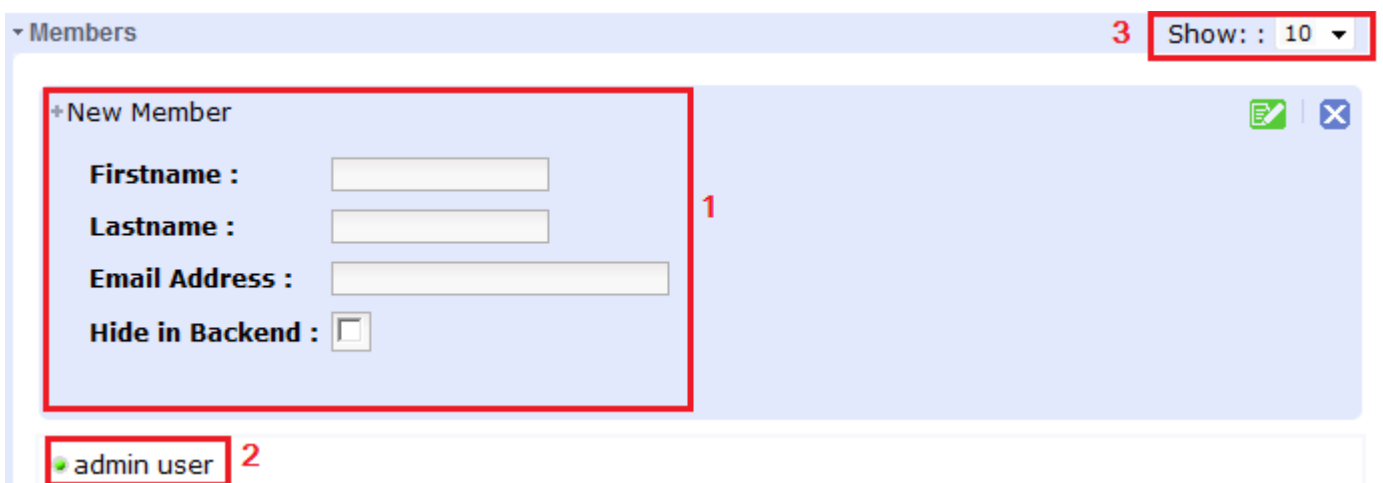 Members 3 Show: : 10
+New Member
Firstname :
1
Lastname :
Email Address :
Hide in Backend :
admin user 2